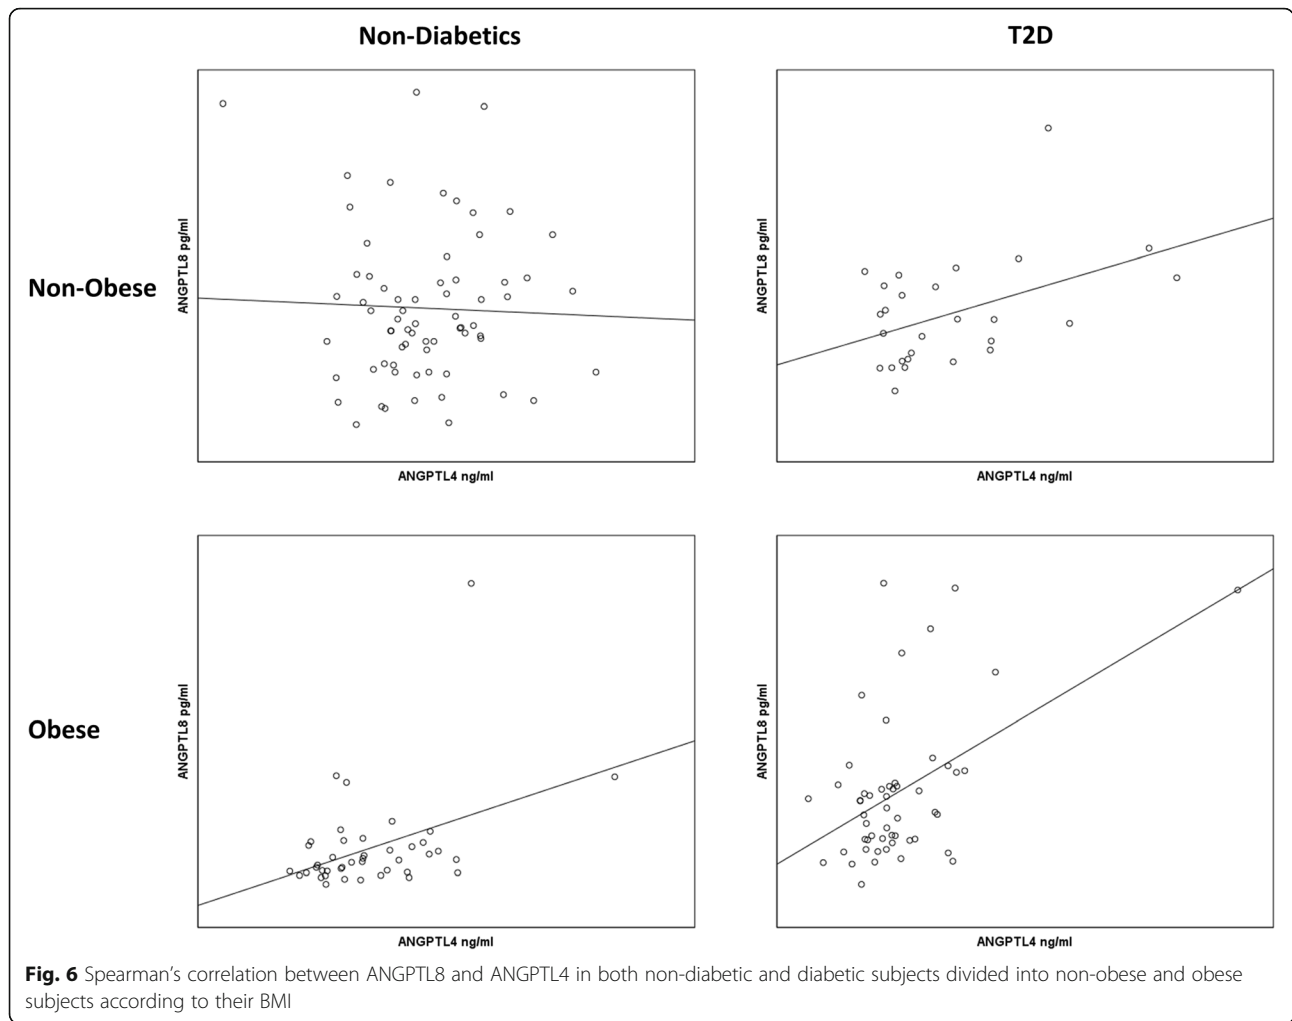 Non-Diabetics
T2D
Non-Obese
ANGPTL8 pg/ml
ANGPTL4 ng/ml
ANGPTL8 pg/ml
ANGPTL4 ng/ml
Obese
ANGPTL8 pg/ml
ANGPTL4 ng/ml
ANGPTL8 pg/ml
ANGPTL4 ng/ml
Fig. 6 Spearman's correlation between ANGPTL8 and ANGPTL4 in both non-diabetic and diabetic subjects divided into non-obese and obese
subjects according to their BMI